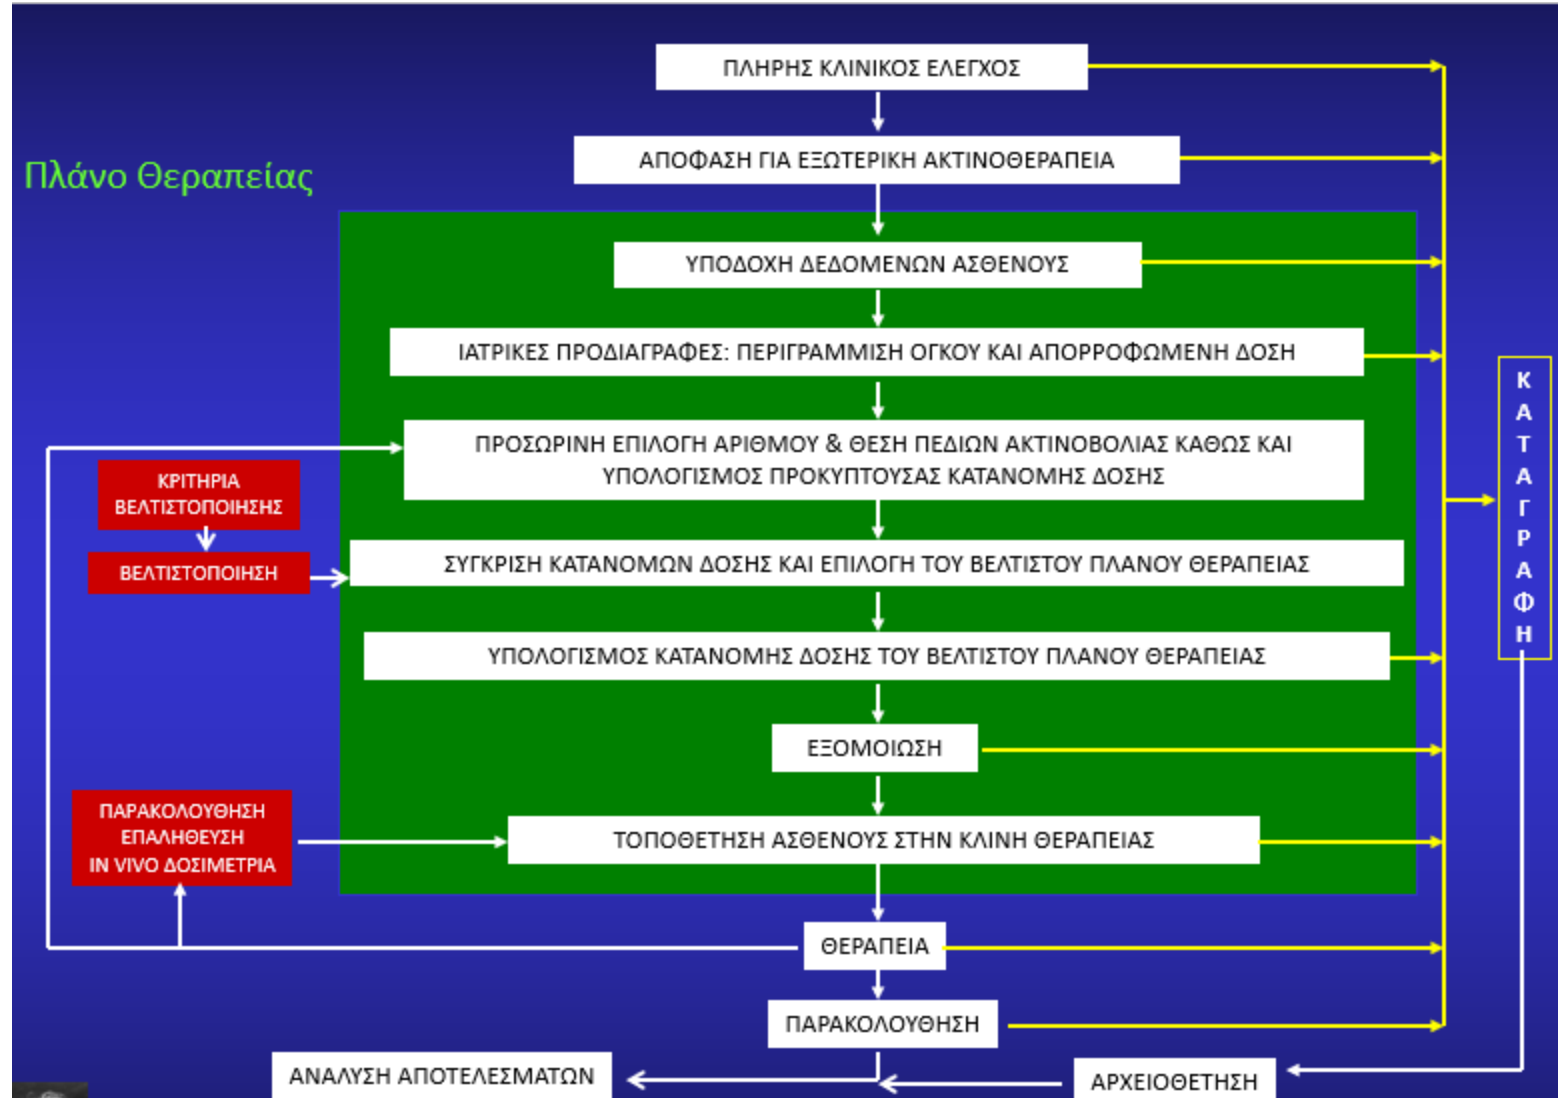 ΠΛΗΡΗΣ ΚΛΙΝΙΚΟΣ ΕΛΕΓΧΟΣ
ΑΠΟΦΑΣΗ ΓΙΑ ΕΞΩΤΕΡΙΚΗ ΑΚΤΙΝΟΘΕΡΑΠΕΙΑ
Πλάνο Θεραπείας
ΥΠΟΔΟΧΗ ΔΕΔΟΜΕΝΩΝ ΑΣΘΕΝΟΥΣ
ΙΑΤΡΙΚΕΣ ΠΡΟΔΙΑΓΡΑΦΕΣ: ΠΕΡΙΓΡΑΜΜΙΣΗ ΟΓΚΟΥ ΚΑΙ ΑΠΟΡΡΟΦΩΜΕΝΗ ΔΟΣΗ
ΠΡΟΣΩΡΙΝΗ ΕΠΙΛΟΓΗ ΑΡΙΘΜΟΥ & ΘΕΣΗ ΠΕΔΙΩΝ ΑΚΤΙΝΟΒΟΛΙΑΣ ΚΑΘΩΣ ΚΑΙ
ΥΠΟΛΟΓΙΣΜΟΣ ΠΡΟΚΥΠΤΟΥΣΑΣ ΚΑΤΑΝΟΜΗΣ ΔΟΣΗΣ
ΚΡΙΤΗΡΙΑ
ΒΕΛΤΙΣΤΟΠΟΙΗΣΗΣ
ΒΕΛΤΙΣΤΟΠΟΙΗΣΗ
ΣΥΓΚΡΙΣΗ ΚΑΤΑΝΟΜΩΝ ΔΟΣΗΣ ΚΑΙ ΕΠΙΛΟΓΗ ΤΟΥ ΒΕΛΤΙΣΤΟΥ ΠΛΑΝΟΥ ΘΕΡΑΠΕΙΑΣ
ΥΠΟΛΟΓΙΣΜΟΣ ΚΑΤΑΝΟΜΗΣ ΔΟΣΗΣ ΤΟΥ ΒΕΛΤΙΣΤΟΥ ΠΛΑΝΟΥ ΘΕΡΑΠΕΙΑΣ
ΕΞΟΜΟΙΩΣΗ
ΠΑΡΑΚΟΛΟΥΘΗΣΗ
ΕΠΑΛΗΘΕΥΣΗ
IN VIVO ΔΟΣΙΜΕΤΡΙΑ
ΤΟΠΟΘΕΤΗΣΗ ΑΣΘΕΝΟΥΣ ΣΤΗΝ ΚΛΙΝΗ ΘΕΡΑΠΕΙΑΣ
ΘΕΡΑΠΕΙΑ
ΠΑΡΑΚΟΛΟΥΘΗΣΗ
ΑΝΑΛΥΣΗ ΑΠΟΤΕΛΕΣΜΑΤΩΝ
ΑΡΧΕΙΟΘΕΤΗΣΗ
ΚΑΤΑΓΡΑΦΗ